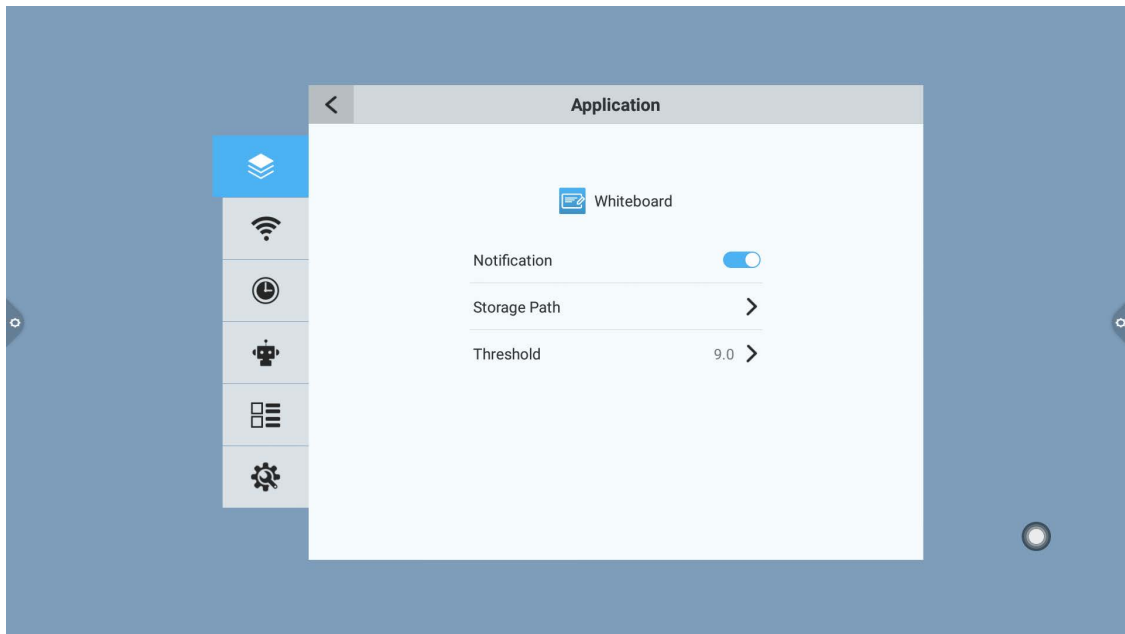 Application
Whiteboard
Notification
Storage Path
Threshold 9.0